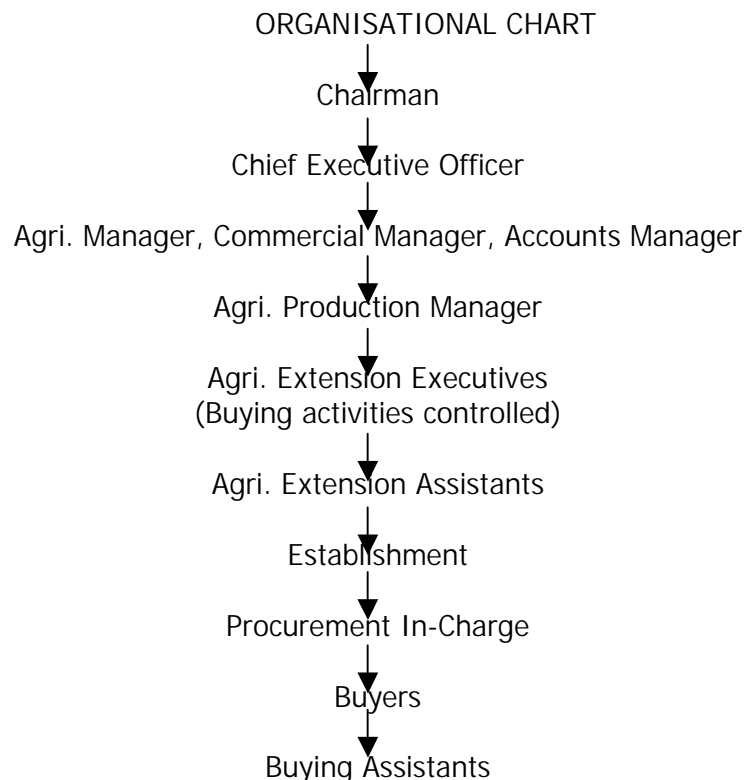 ORGANISATIONAL CHART
Chairman
Chief Executive Officer
Agri. Manager, Commercial Manager, Accounts Manager
Agri. Production Manager
Agri. Extension Executives
(Buying activities controlled)
Agri. Extension Assistants
Establishment
Procurement In-Charge
Buyers
Buying Assistants